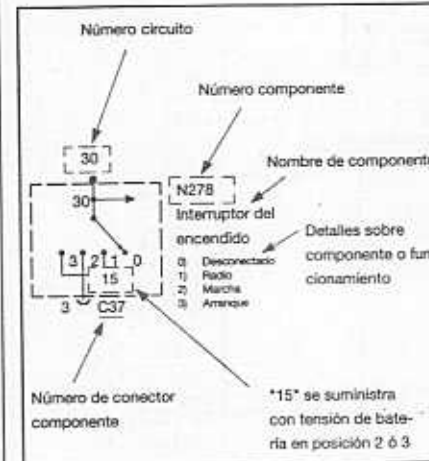 Número circuito
Número componente
30
Nombre de componente
N278
30
Interruptor del
encendido
Detalles sobre
componente o fun
cionamiento
0) Desconectado
1) Radio
2) Marcha
3) Arranque
3 2 1 0
15
3 C37
Número de conector
componente
"15" se suministra
con tensión de bate-
ría en posición 2 ó 3